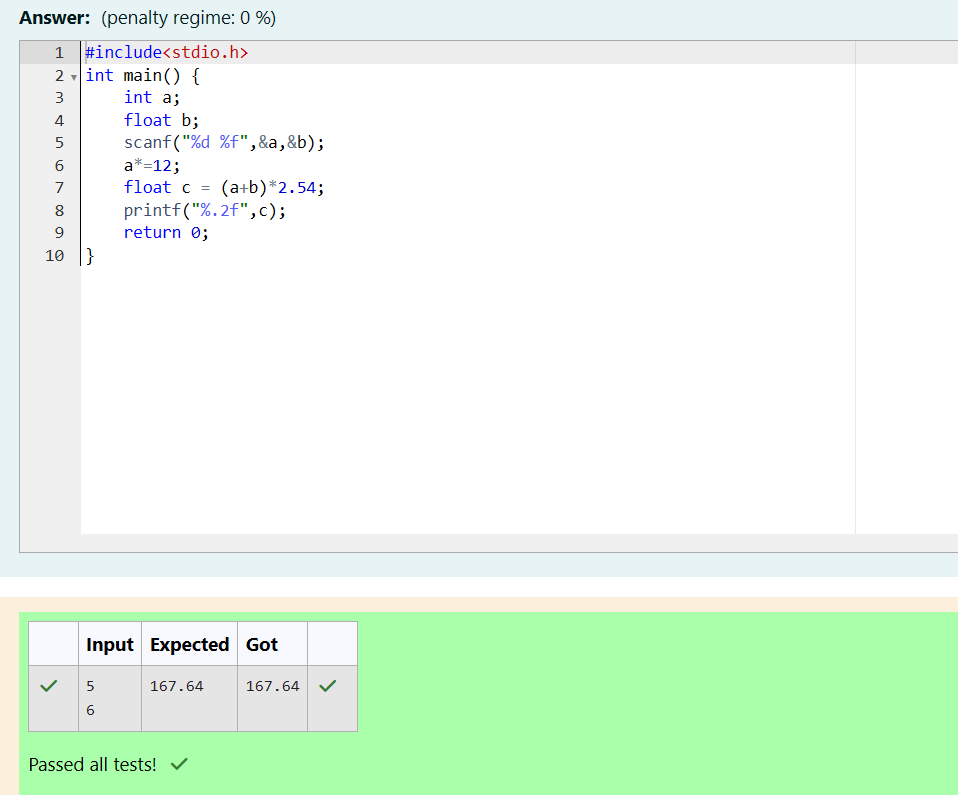 Answer: (penalty regime: 0 %)
1 #include<stdio.h>
2 int main() {
3 int a;
4 float b;
5 scanf("%d %f",&a,&b);
6 a*=12;
7 float c = (a+b)*2.54;
8 printf("%.2f",c);
9 return 0;
10 }
Input Expected Got
5 167.64 167.64
6
Passed all tests!